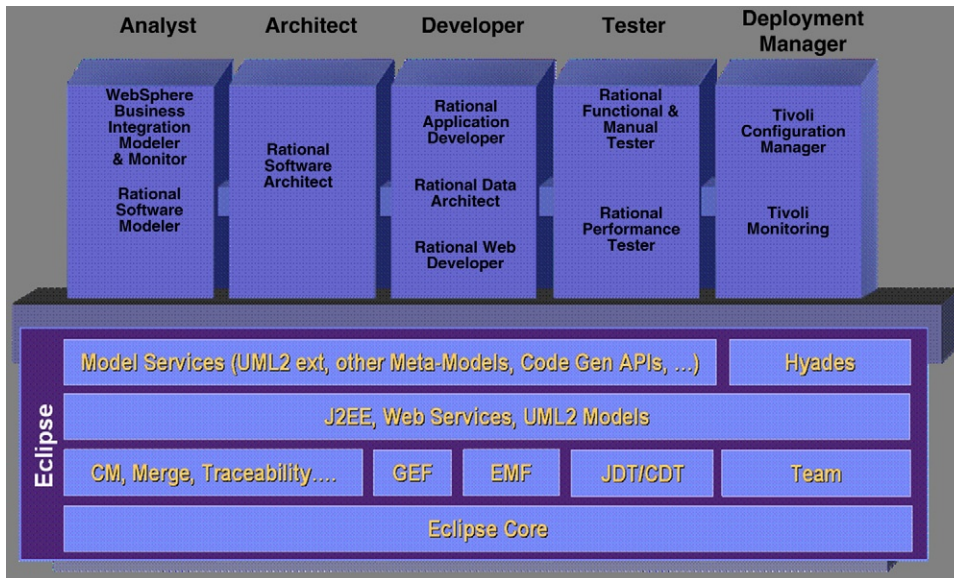 Analyst
Architect
Developer
Tester
Deployment
Manager
WebSphere
Business
Integration
Modeler
& Monitor
Rational
Software
Modeler
Rational
Software
Architect
Rational
Application
Developer
Rational Data
Architect
Rational Web
Developer
Rational
Functional &
Manual
Tester
Rational
Performance
Tester
Tivoli
Configuration
Manager
Tivoli
Monitoring
Eclipse
Model Services (UML2 ext, other Meta-Models, Code Gen APIs, ...)
Hyades
J2EE, Web Services, UML2 Models
CM, Merge, Traceability....
GEF
EMF
JDT/CDT
Team
Eclipse Core